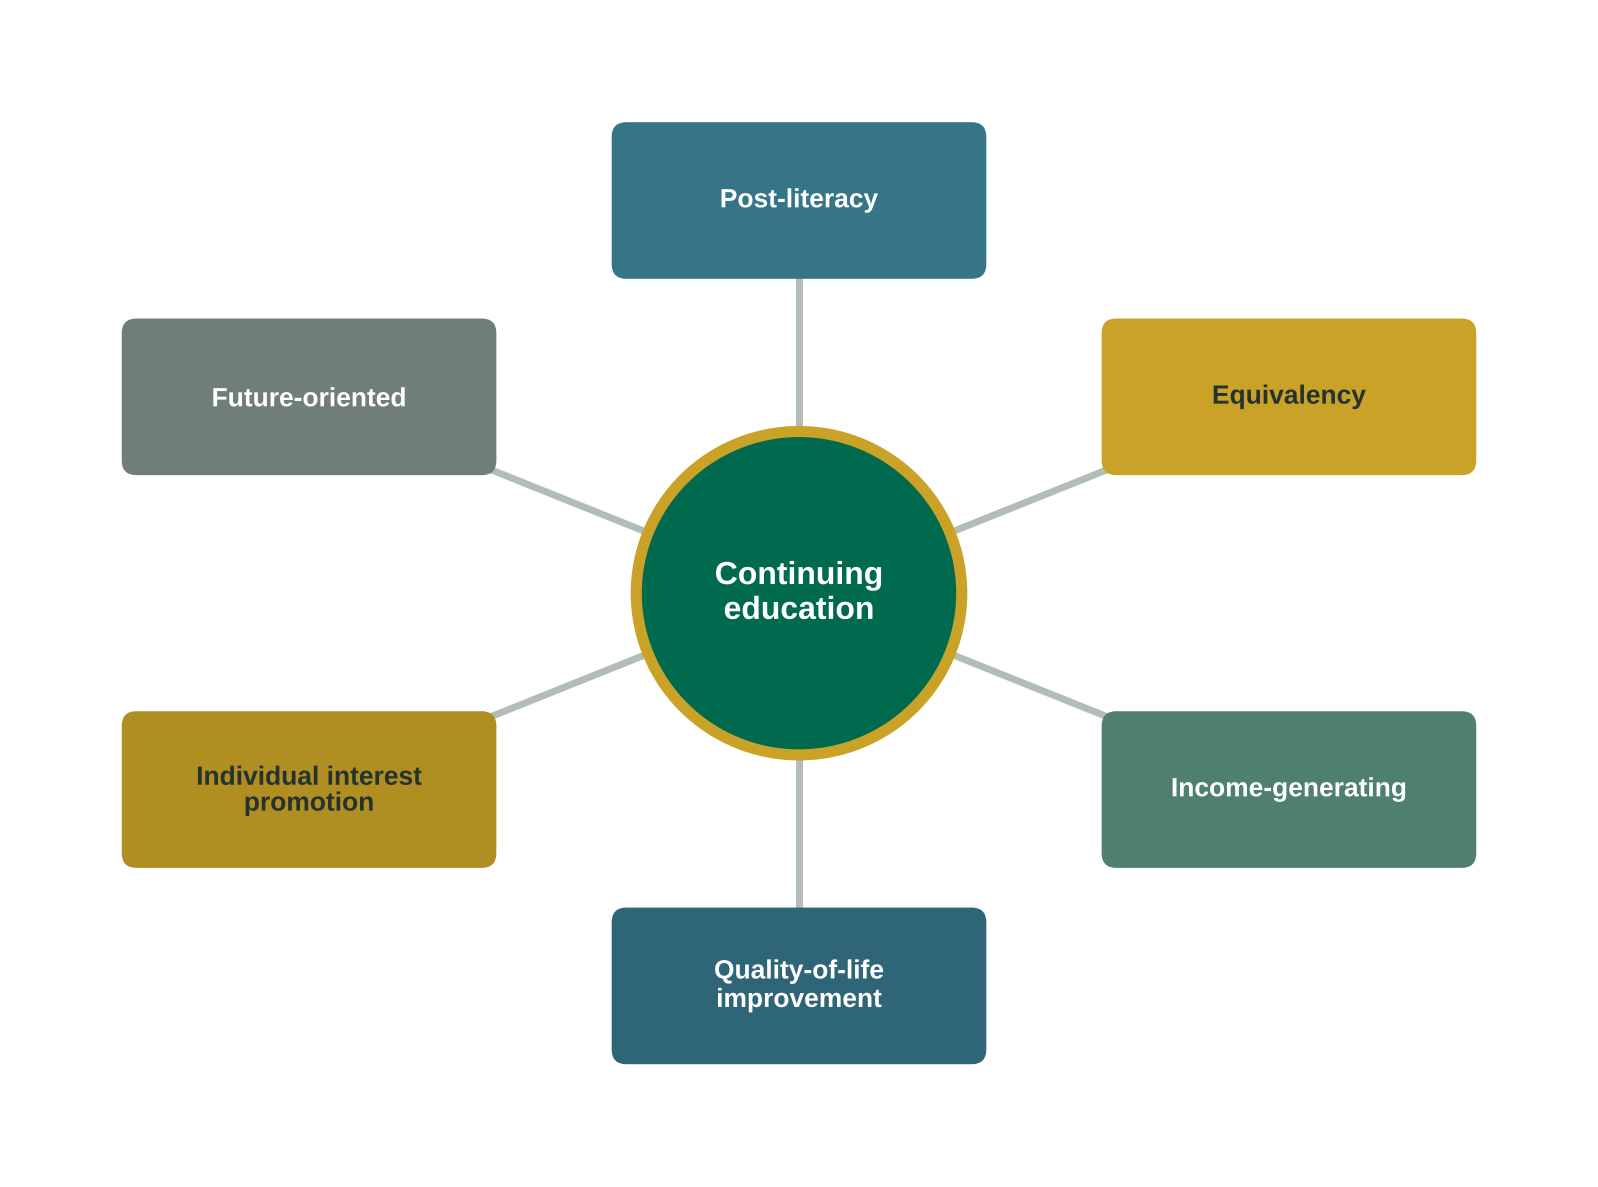 Post-literacy
Future-oriented
Equivalency
Continuing
education
Individual interest
promotion
Income-generating
Quality-of-life
improvement